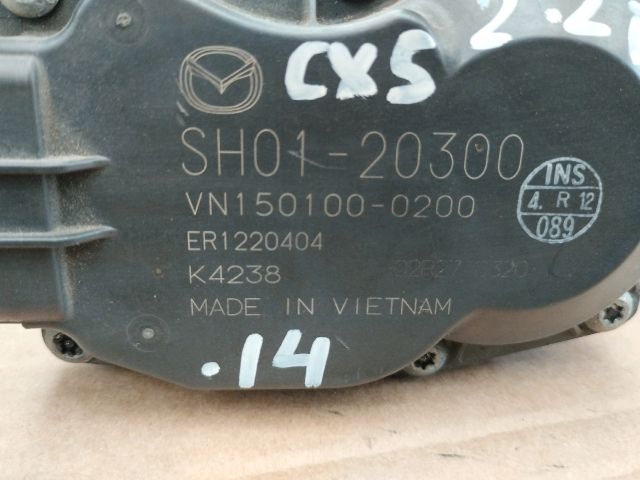 CX5 2.2
SH01-20300
VN150100-0200
INS
4. R 12
089
ER1220404
K4238
MADE IN VIETNAM
.14